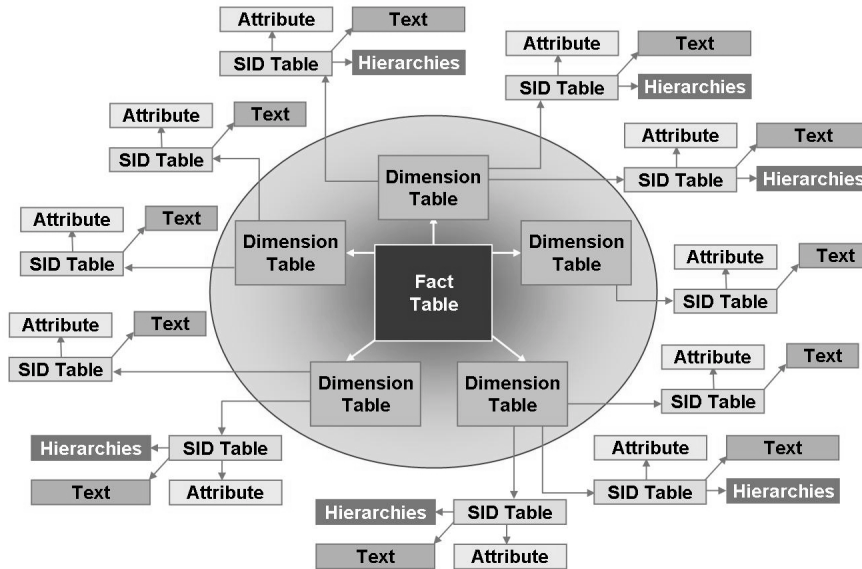 Attribute
Text
SID Table
Hierarchies
Attribute
Text
SID Table
Hierarchies
Attribute
Text
SID Table
Attribute
Text
SID Table
Hierarchies
Dimension
Table
Attribute
Text
SID Table
Dimension
Table
Dimension
Table
Fact
Table
Attribute
Text
SID Table
Attribute
Text
SID Table
Dimension
Table
Dimension
Table
Attribute
Text
SID Table
Hierarchies
SID Table
Text
Attribute
Attribute
Text
SID Table
Hierarchies
Hierarchies
SID Table
Text
Attribute